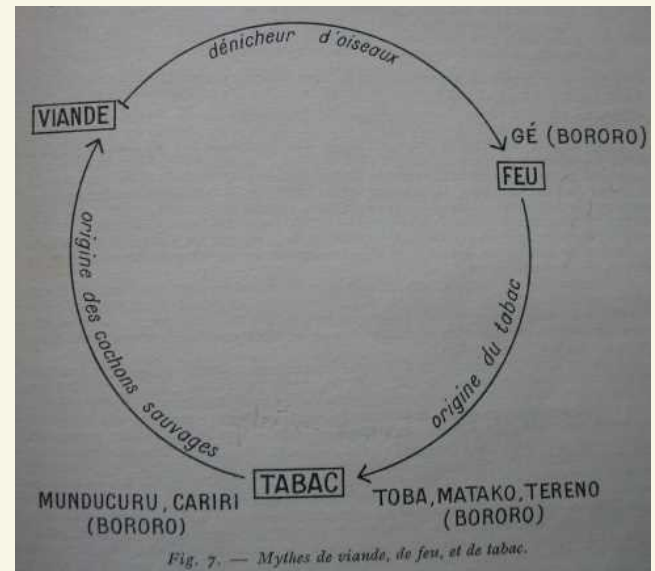 dénicheur d'oiseaux
VIANDE
GÉ (BORORO)
FEU
origine des cochons sauvages
origine du tabac
TABAC
MUNDUCURU, CARIRI
(BORORO)
TOBA, MATAKO, TERENO
(BORORO)
Fig. 7. — Mythes de viande, de feu, et de tabac.